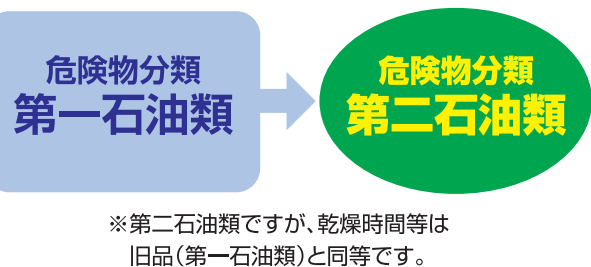 危険物分類
第一石油類
危険物分類
第二石油類
※第二石油類ですが、乾燥時間等は
旧品(第一石油類)と同等です。